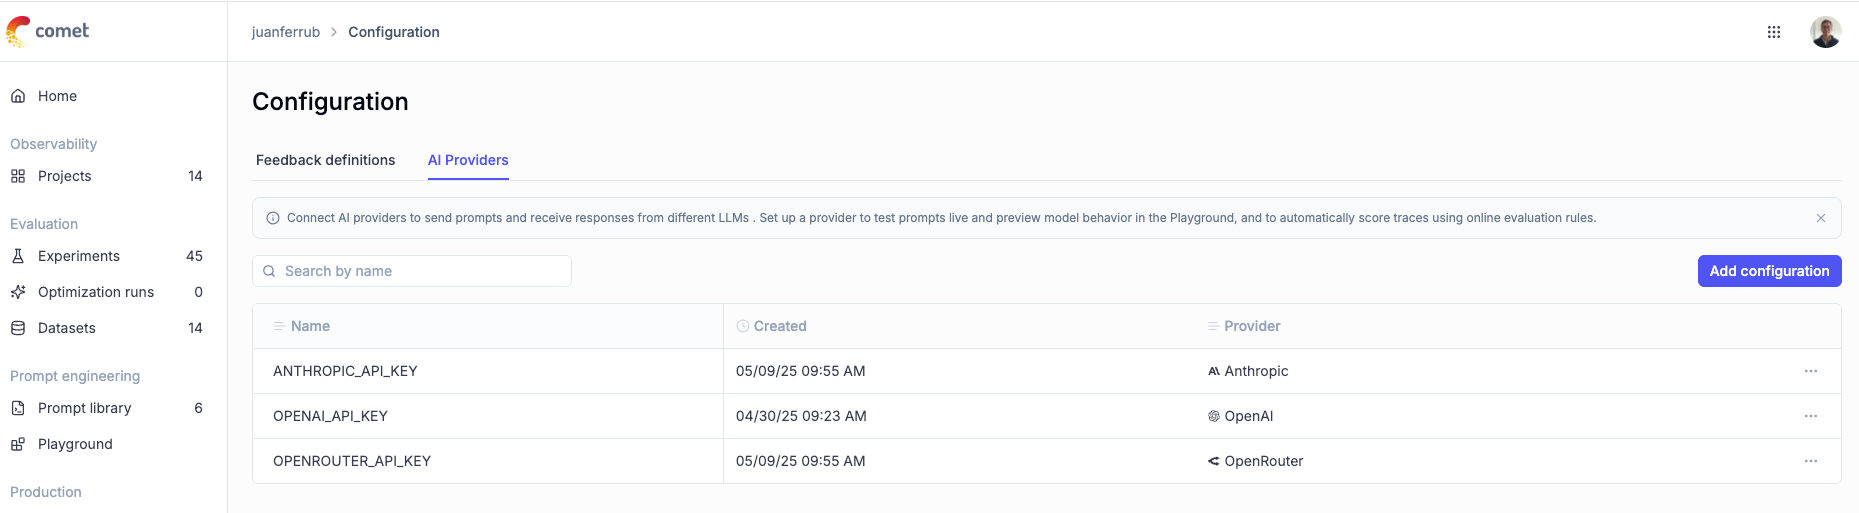 comet
juanferrub > Configuration
Home
Observability
Projects 14
Evaluation
Experiments 45
Optimization runs 0
Datasets 14
Prompt engineering
Prompt library 6
Playground
Production
Configuration
Feedback definitions AI Providers
Connect AI providers to send prompts and receive responses from different LLMs . Set up a provider to test prompts live and preview model behavior in the Playground, and to automatically score traces using online evaluation rules.
Search by name
Add configuration
Name Created Provider
ANTHROPIC_API_KEY 05/09/25 09:55 AM Anthropic
OPENAI_API_KEY 04/30/25 09:23 AM OpenAI
OPENROUTER_API_KEY 05/09/25 09:55 AM OpenRouter